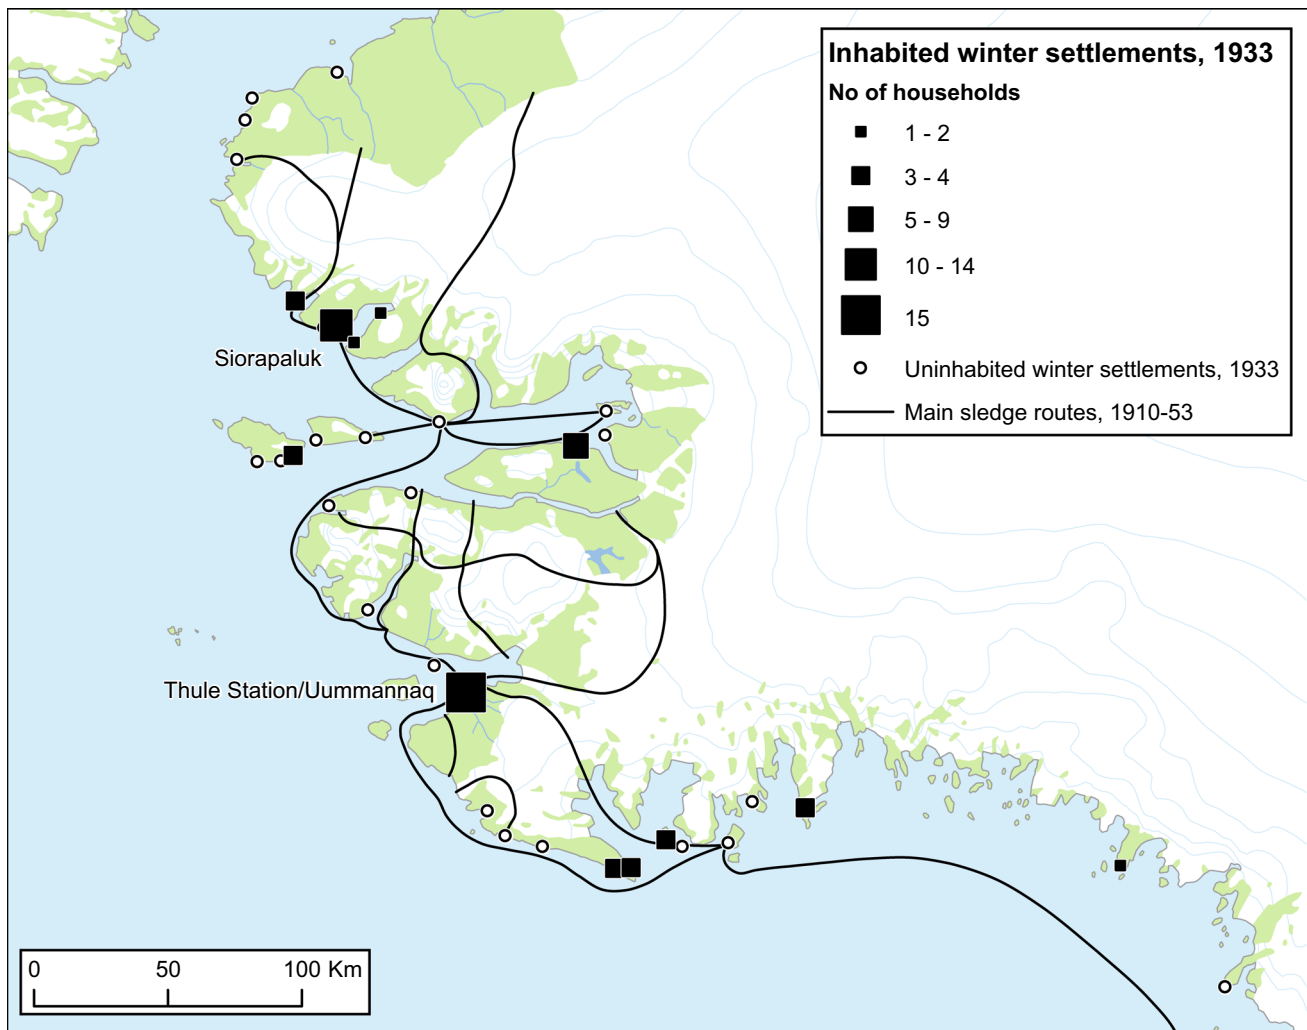 Inhabited winter settlements, 1933
No of households
1 - 2
3 - 4
5 - 9
10 - 14
15
Uninhabited winter settlements, 1933
Main sledge routes, 1910-53
Siorapaluk
Thule Station/Uummannaq
0 50 100 Km